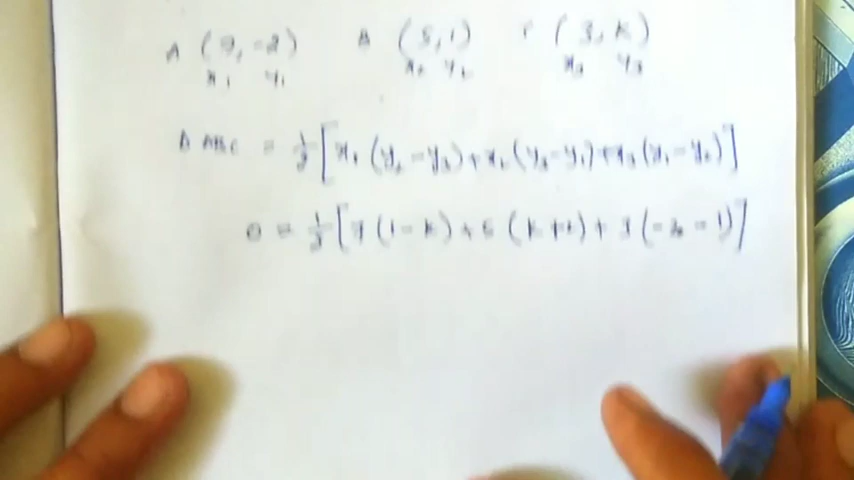 A (7, -2) B (5, 1) C (3, k)
x₁ y₁ x₂ y₂ x₃ y₃
Δ ABC = 1/2 [x₁ (y₂ - y₃) + x₂ (y₃ - y₁) + x₃ (y₁ - y₂)]
0 = 1/2 [7 (1 - k) + 5 (k + 2) + 3 (-2 - 1)]